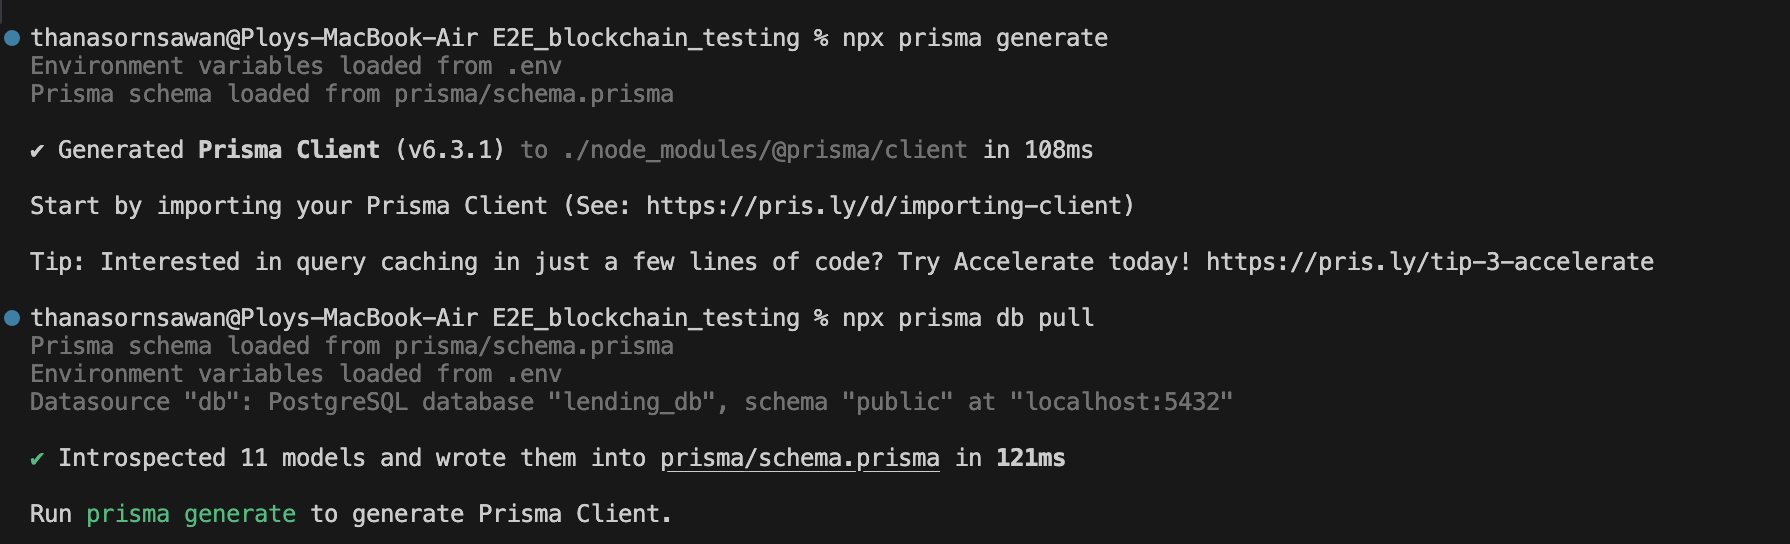 thanasornsawan@Ploys-MacBook-Air E2E_blockchain_testing % npx prisma generate
Environment variables loaded from .env
Prisma schema loaded from prisma/schema.prisma
✔ Generated Prisma Client (v6.3.1) to ./node_modules/@prisma/client in 108ms
Start by importing your Prisma Client (See: https://pris.ly/d/importing-client)
Tip: Interested in query caching in just a few lines of code? Try Accelerate today! https://pris.ly/tip-3-accelerate
thanasornsawan@Ploys-MacBook-Air E2E_blockchain_testing % npx prisma db pull
Prisma schema loaded from prisma/schema.prisma
Environment variables loaded from .env
Datasource "db": PostgreSQL database "lending_db", schema "public" at "localhost:5432"
✔ Introspected 11 models and wrote them into prisma/schema.prisma in 121ms
Run prisma generate to generate Prisma Client.